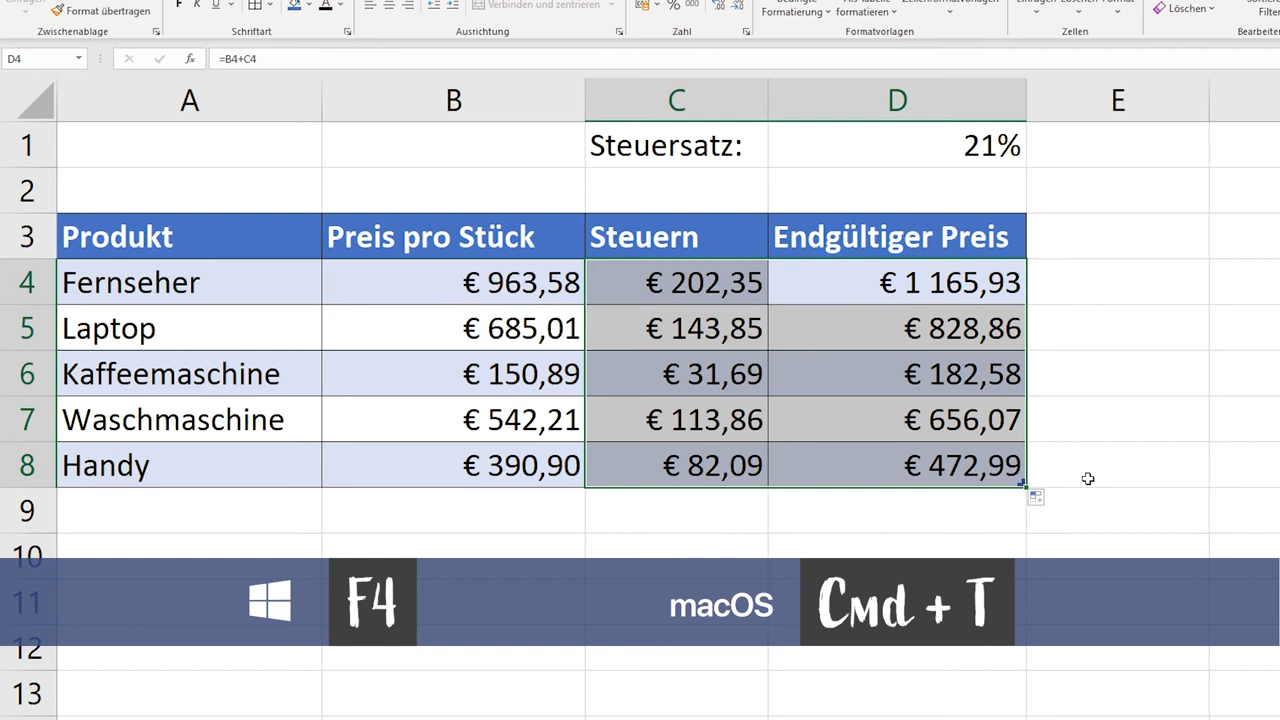 Format übertragen
Verbinden und zentrieren
%
000
Formatierung
formatieren
Löschen
Zwischenablage
Schriftart
Ausrichtung
Zahl
Formatvorlagen
Zellen
D4
fx
=B4+C4
A B C D E
1 Steuersatz: 21%
2
3 Produkt Preis pro Stück Steuern Endgültiger Preis
4 Fernseher € 963,58 € 202,35 € 1 165,93
5 Laptop € 685,01 € 143,85 € 828,86
6 Kaffeemaschine € 150,89 € 31,69 € 182,58
7 Waschmaschine € 542,21 € 113,86 € 656,07
8 Handy € 390,90 € 82,09 € 472,99
9
10
11 F4 macOS Cmd + T
12
13